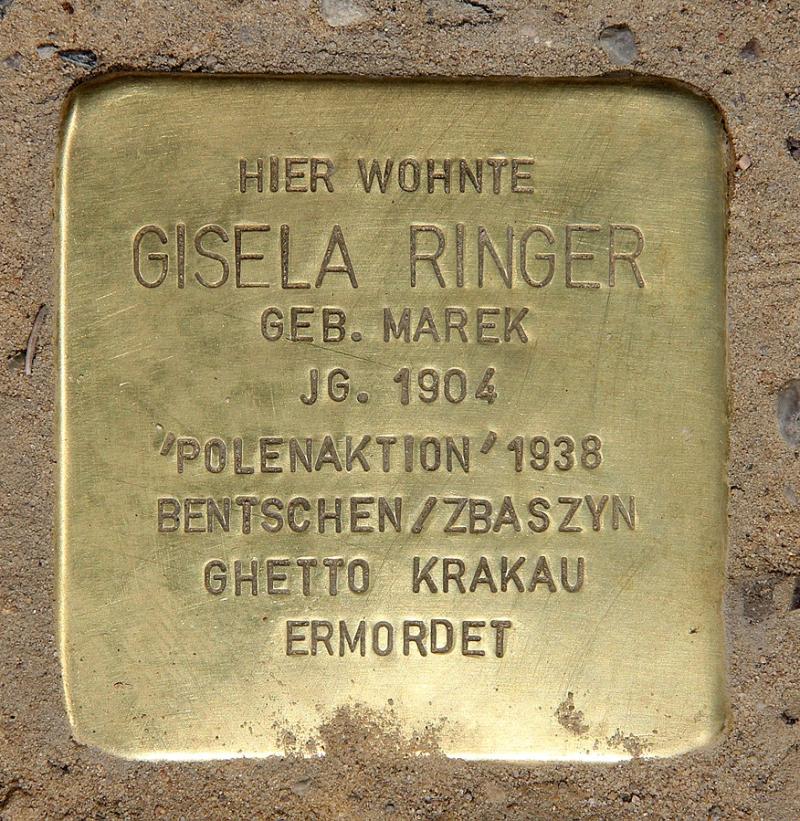 HIER WOHNTE
GISELA RINGER
GEB. MAREK
JG. 1904
'POLENAKTION' 1938
BENTSCHEN/ZBASZYN
GHETTO KRAKAU
ERMORDET